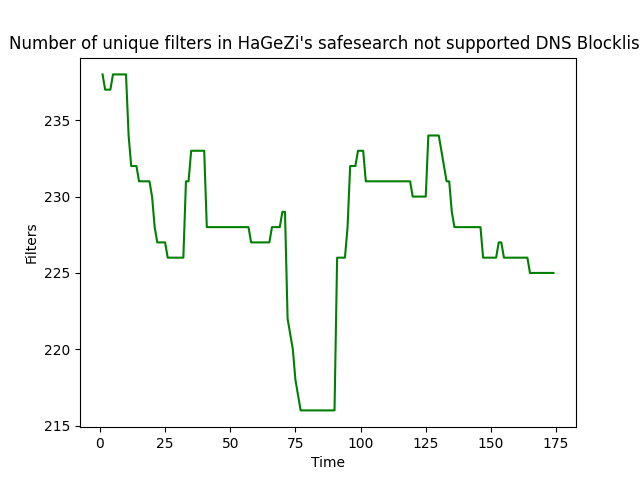 Number of unique filters in HaGeZi's safesearch not supported DNS Blocklis
235
230
225
220
215
Filters
0 25 50 75 100 125 150 175
Time